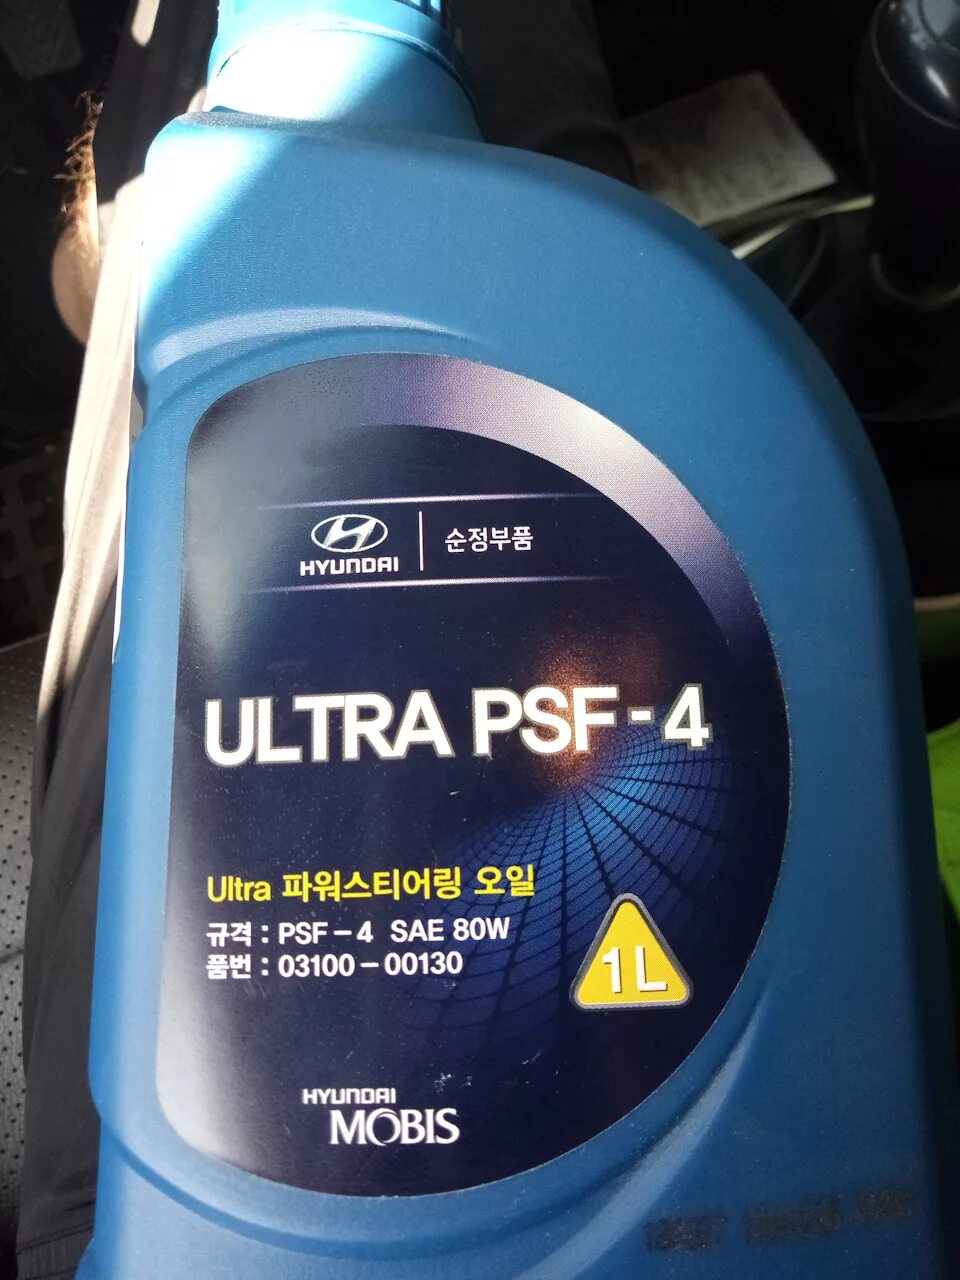 HYUNDAI 순정부품
ULTRA PSF-4
Ultra 파워스티어링 오일
규격 : PSF-4 SAE 80W
품번 : 03100-00130
1L
HYUNDAI
MOBIS